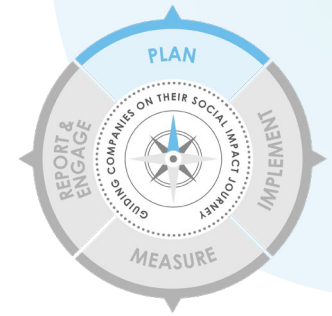 PLAN
IMPLEMENT
MEASURE
REPORT &
ENGAGE
GUIDING COMPANIES ON THEIR SOCIAL IMPACT JOURNEY